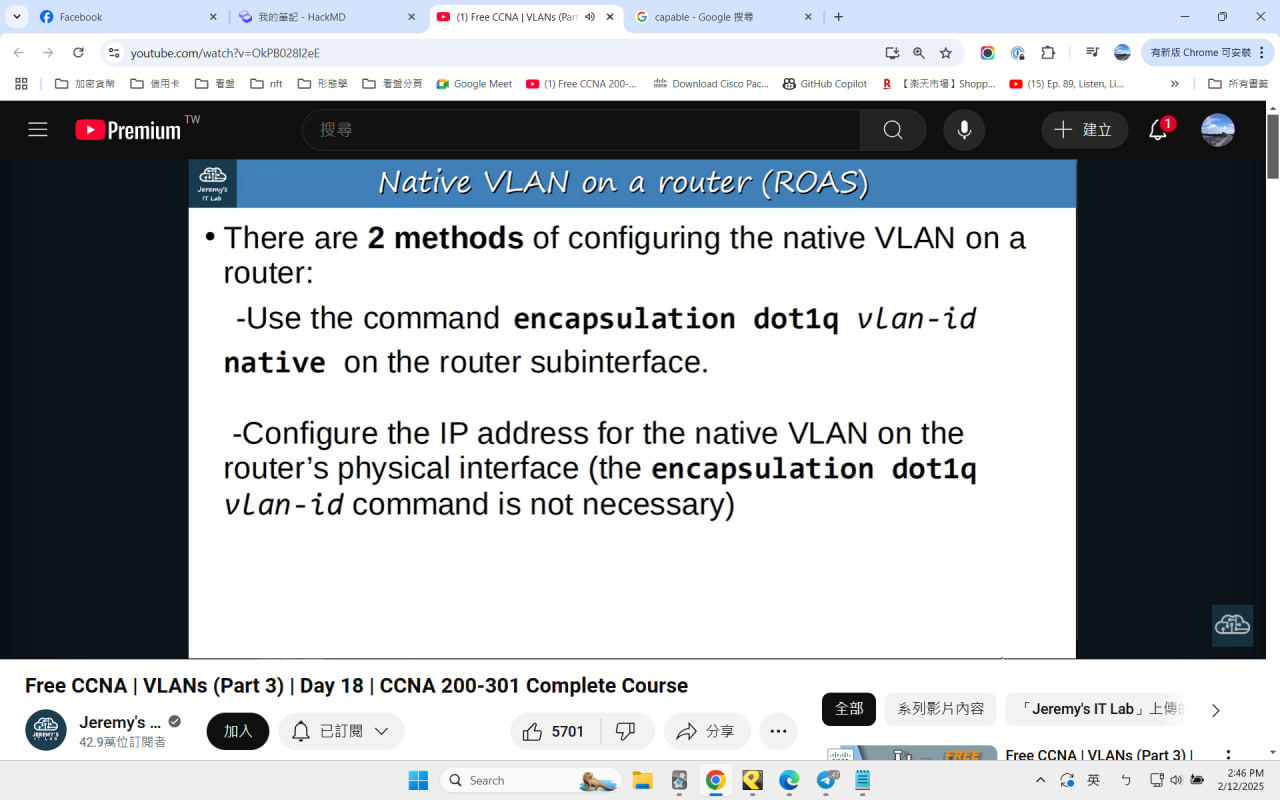 Facebook
我的筆記 - HackMD
(1) Free CCNA | VLANs (Part
capable - Google 搜尋
youtube.com/watch?v=OkPB028l2eE
有新版 Chrome 可安裝
加密貨幣
信用卡
看盤
nft
形態學
看盤分頁
Google Meet
(1) Free CCNA 200-...
Download Cisco Pac...
GitHub Copilot
【楽天市場】Shopp...
(15) Ep. 89, Listen, Li...
所有書籤
Premium TW
搜尋
建立
1
Jeremy's
IT Lab
Native VLAN on a router (ROAS)
• There are 2 methods of configuring the native VLAN on a
router:
-Use the command encapsulation dot1q vlan-id
native on the router subinterface.
-Configure the IP address for the native VLAN on the
router's physical interface (the encapsulation dot1q
vlan-id command is not necessary)
Free CCNA | VLANs (Part 3) | Day 18 | CCNA 200-301 Complete Course
Jeremy's ...
42.9萬位訂閱者
加入
已訂閱
5701
分享
全部
系列影片內容
「Jeremy's IT Lab」上傳的
FREE
Free CCNA | VLANs (Part 3) |
Search
英
ㄅ
2:46 PM
2/12/2025